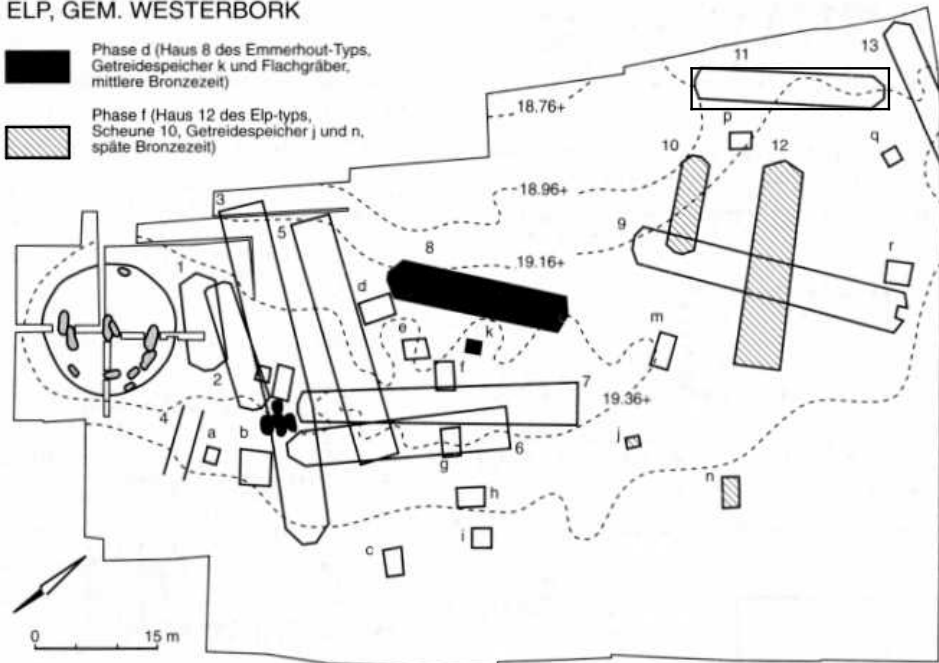 ELP, GEM. WESTERBORK
Phase d (Haus 8 des Emmerhout-Typs,
Getreidespeicher k und Flachgräber,
mittlere Bronzezeit)
Phase f (Haus 12 des Elp-typs,
Scheune 10, Getreidespeicher j und n,
späte Bronzezeit)
11
13
18.76+
p
10
12
q
18.96+
3
5
9
8
19.16+
r
1
d
k
m
e
2
f
7
19.36+
4
a
b
j
6
g
n
h
i
c
0
15 m